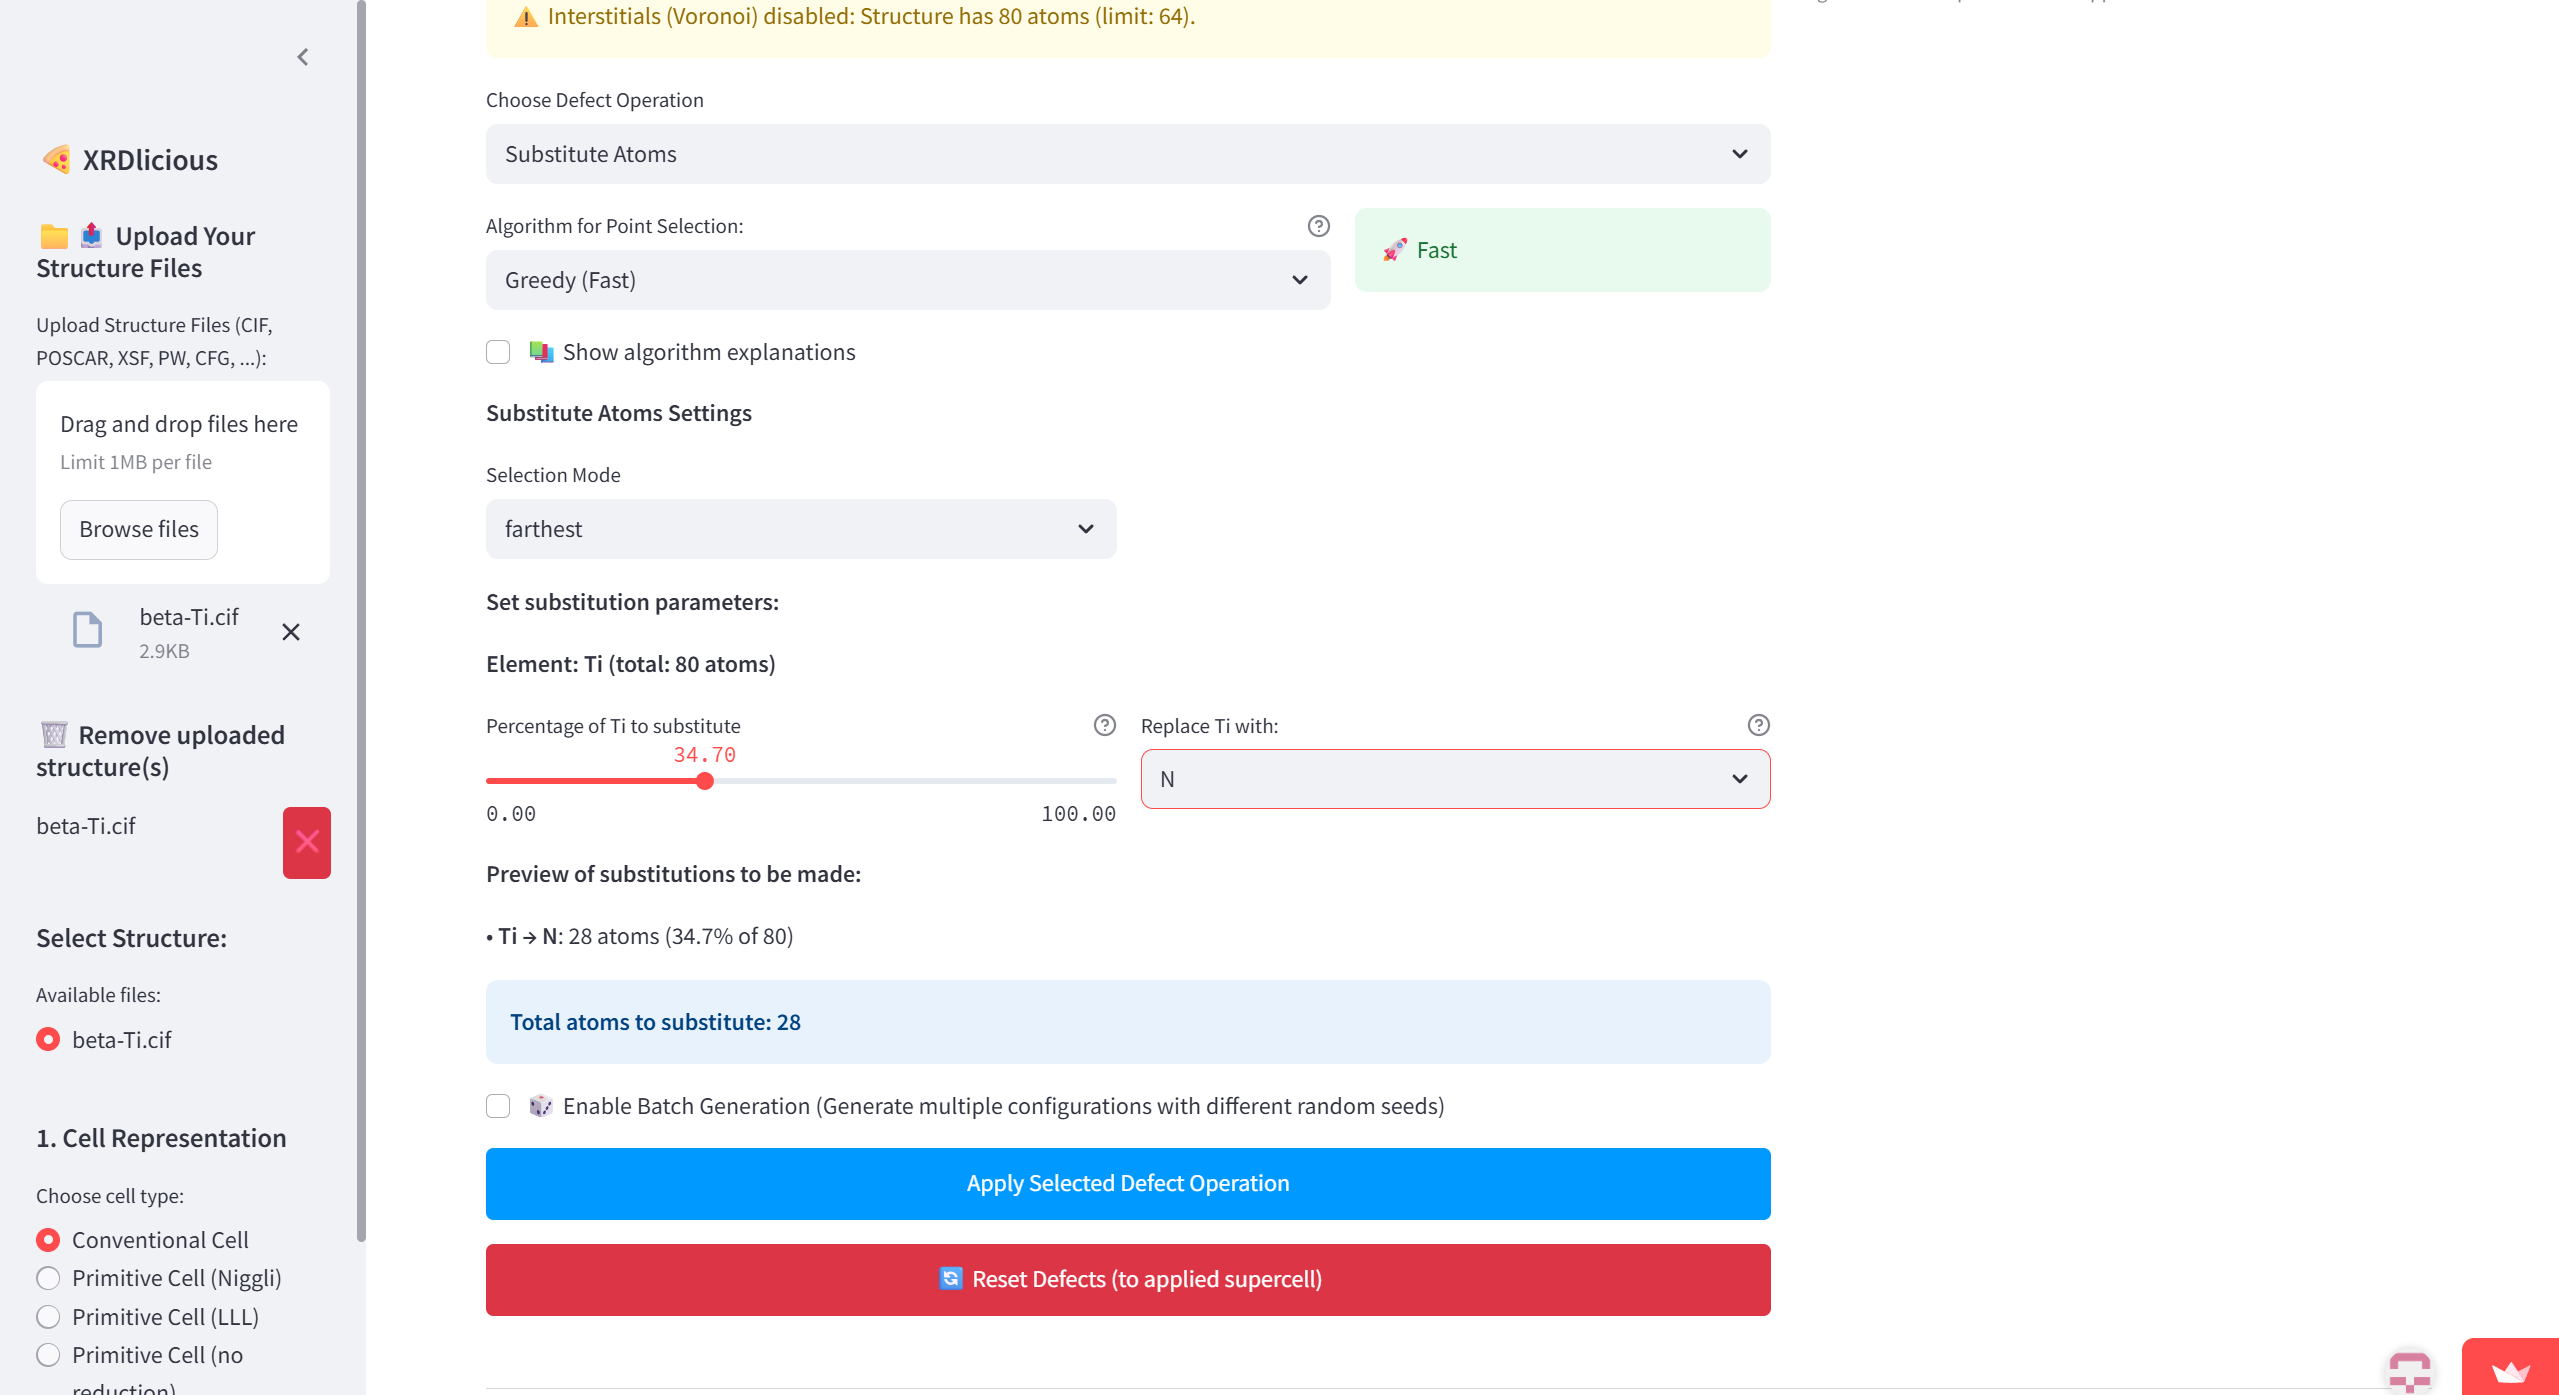 XRDlicious
Upload Your
Structure Files
Upload Structure Files (CIF,
POSCAR, XSF, PW, CFG, ...):
Drag and drop files here
Limit 1MB per file
Browse files
beta-Ti.cif
2.9KB
Remove uploaded
structure(s)
beta-Ti.cif
Select Structure:
Available files:
beta-Ti.cif
1. Cell Representation
Choose cell type:
Conventional Cell
Primitive Cell (Niggli)
Primitive Cell (LLL)
Primitive Cell (no
reduction)
Interstitials (Voronoi) disabled: Structure has 80 atoms (limit: 64).
Choose Defect Operation
Substitute Atoms
Algorithm for Point Selection:
Greedy (Fast)
Fast
Show algorithm explanations
Substitute Atoms Settings
Selection Mode
farthest
Set substitution parameters:
Element: Ti (total: 80 atoms)
Percentage of Ti to substitute
34.70
0.00 100.00
Replace Ti with:
N
Preview of substitutions to be made:
• Ti → N: 28 atoms (34.7% of 80)
Total atoms to substitute: 28
Enable Batch Generation (Generate multiple configurations with different random seeds)
Apply Selected Defect Operation
Reset Defects (to applied supercell)